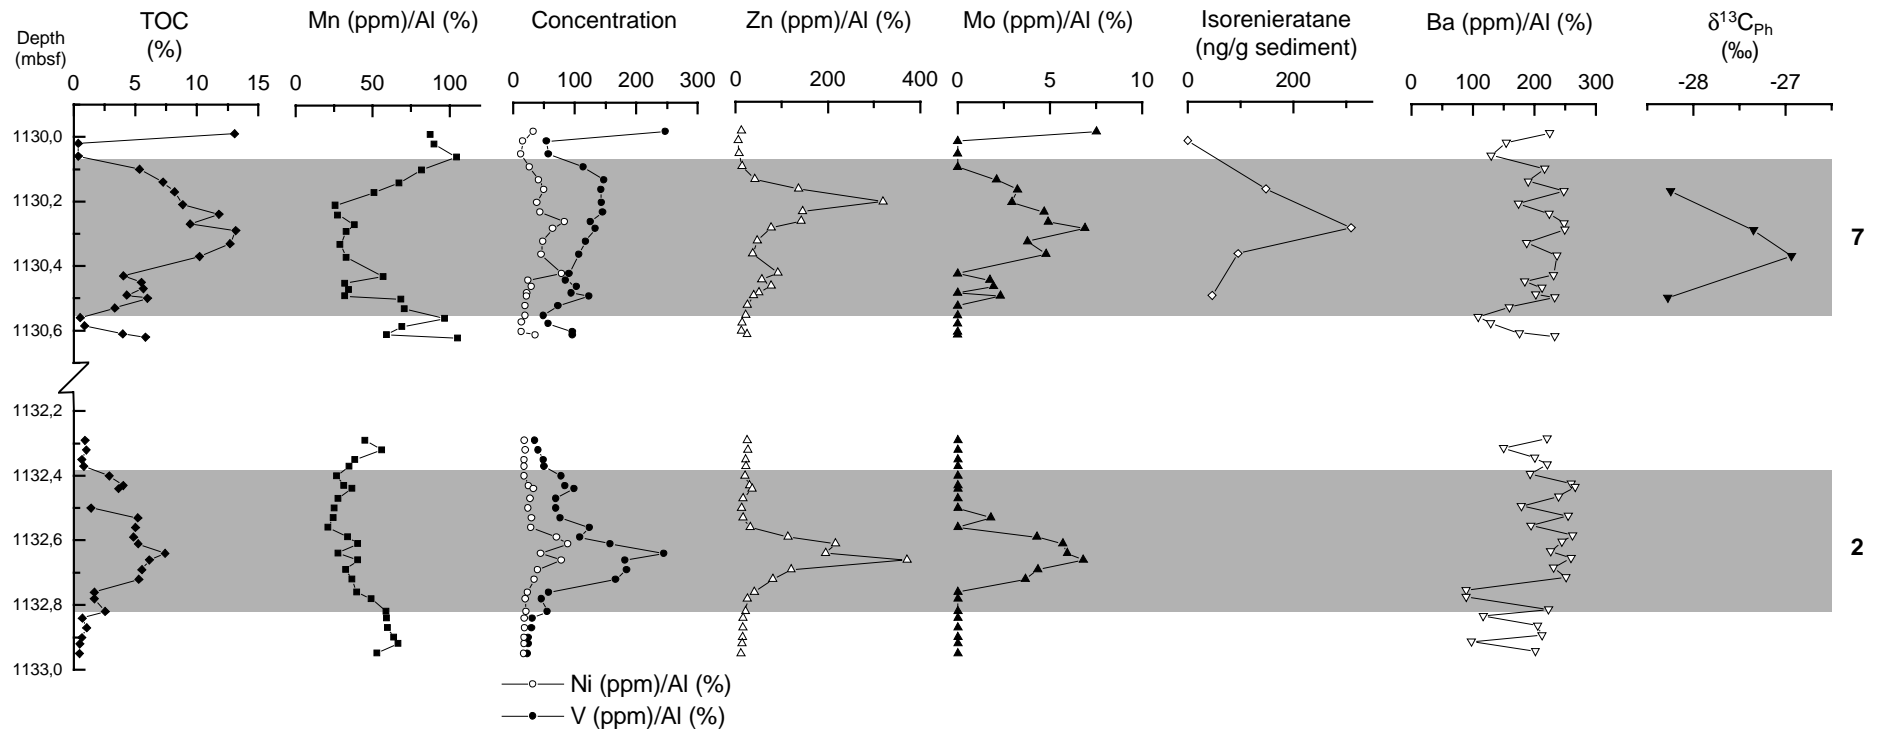 TOC
(%)
Mn (ppm)/Al (%)
Concentration
Zn (ppm)/Al (%)
Mo (ppm)/Al (%)
Isorenieratane
(ng/g sediment)
Ba (ppm)/Al (%)
δ¹³C_Ph
(‰)
Depth
(mbsf)
0 5 10 15
0 50 100
0 100 200 300
0 200 400
0 5 10
0 200
0 100 200 300
-28 -27
1130,0
1130,2
1130,4
1130,6
7
1132,2
1132,4
1132,6
1132,8
1133,0
2
Ni (ppm)/Al (%)
V (ppm)/Al (%)